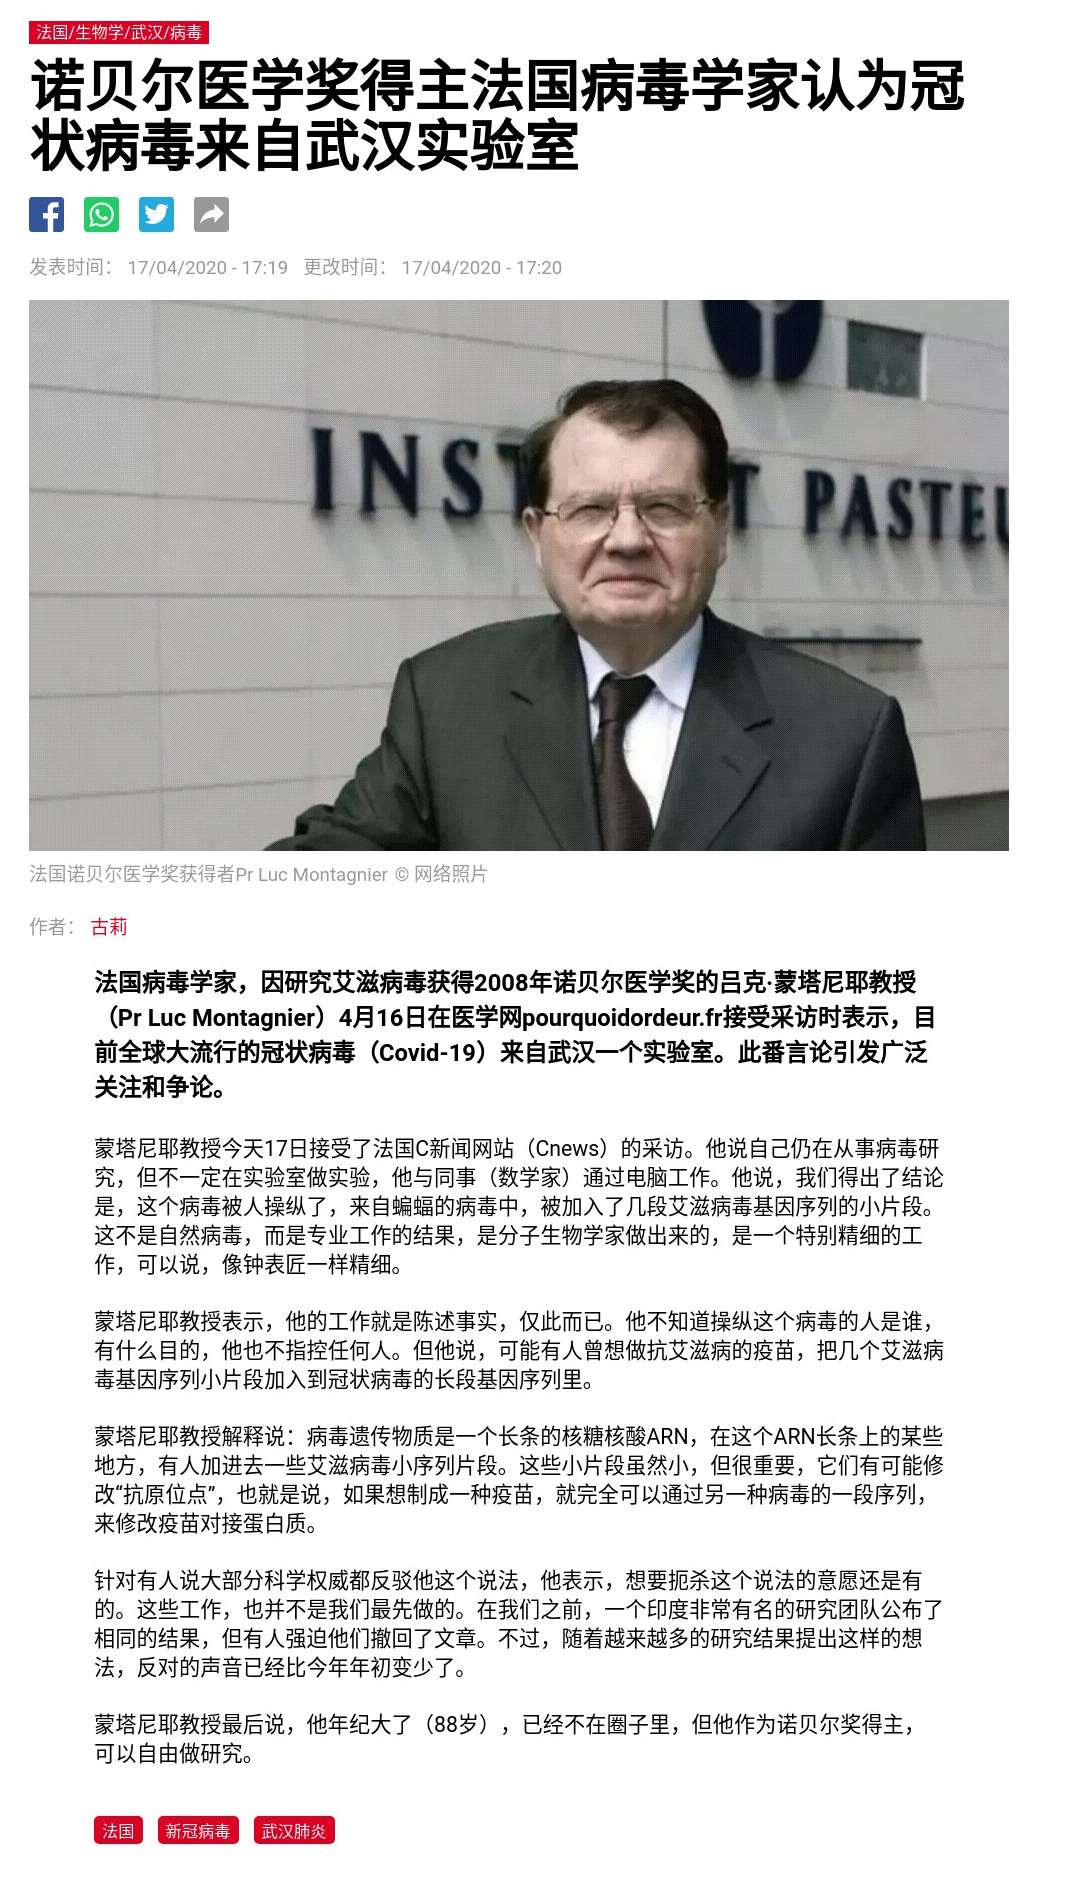 法国/生物学/武汉/病毒
诺贝尔医学奖得主法国病毒学家认为冠
状病毒来自武汉实验室
发表时间： 17/04/2020 - 17:19 更改时间： 17/04/2020 - 17:20
INST T PASTEU
法国诺贝尔医学奖获得者Pr Luc Montagnier © 网络照片
作者： 古莉
法国病毒学家，因研究艾滋病毒获得2008年诺贝尔医学奖的吕克·蒙塔尼耶教授
（Pr Luc Montagnier）4月16日在医学网pourquoidordeur.fr接受采访时表示，目
前全球大流行的冠状病毒（Covid-19）来自武汉一个实验室。此番言论引发广泛
关注和争论。
蒙塔尼耶教授今天17日接受了法国C新闻网站（Cnews）的采访。他说自己仍在从事病毒研
究，但不一定在实验室做实验，他与同事（数学家）通过电脑工作。他说，我们得出了结论
是，这个病毒被人操纵了，来自蝙蝠的病毒中，被加入了几段艾滋病毒基因序列的小片段。
这不是自然病毒，而是专业工作的结果，是分子生物学家做出来的，是一个特别精细的工
作，可以说，像钟表匠一样精细。
蒙塔尼耶教授表示，他的工作就是陈述事实，仅此而已。他不知道操纵这个病毒的人是谁，
有什么目的，他也不指控任何人。但他说，可能有人曾想做抗艾滋病的疫苗，把几个艾滋病
毒基因序列小片段加入到冠状病毒的长段基因序列里。
蒙塔尼耶教授解释说：病毒遗传物质是一个长条的核糖核酸ARN，在这个ARN长条上的某些
地方，有人加进去一些艾滋病毒小序列片段。这些小片段虽然小，但很重要，它们有可能修
改“抗原位点”，也就是说，如果想制成一种疫苗，就完全可以通过另一种病毒的一段序列，
来修改疫苗对接蛋白质。
针对有人说大部分科学权威都反驳他这个说法，他表示，想要扼杀这个说法的意愿还是有
的。这些工作，也并不是我们最先做的。在我们之前，一个印度非常有名的研究团队公布了
相同的结果，但有人强迫他们撤回了文章。不过，随着越来越多的研究结果提出这样的想
法，反对的声音已经比今年年初变少了。
蒙塔尼耶教授最后说，他年纪大了（88岁），已经不在圈子里，但他作为诺贝尔奖得主，
可以自由做研究。
法国 新冠病毒 武汉肺炎